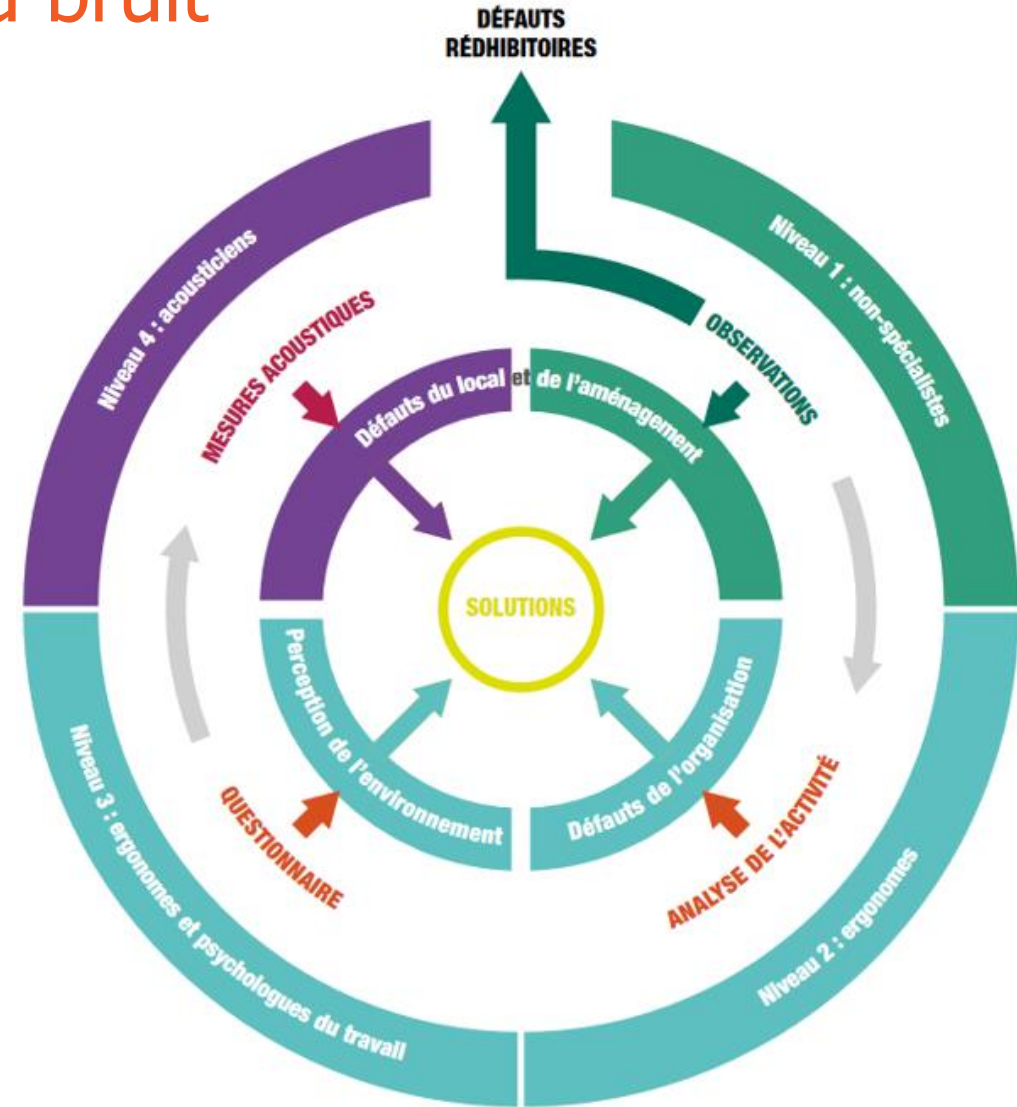 u bruit
DÉFAUTS
RÉDHIBITOIRES
Niveau 1 : non-spécialistes
Niveau 4 : acousticiens
MESURES ACOUSTIQUES
OBSERVATIONS
Défauts du local et de l'aménagement
SOLUTIONS
Perception de l'environnement
Défauts de l'organisation
QUESTIONNAIRE
ANALYSE DE L'ACTIVITÉ
Niveau 3 : ergonomes et psychologues du travail
Niveau 2 : ergonomes